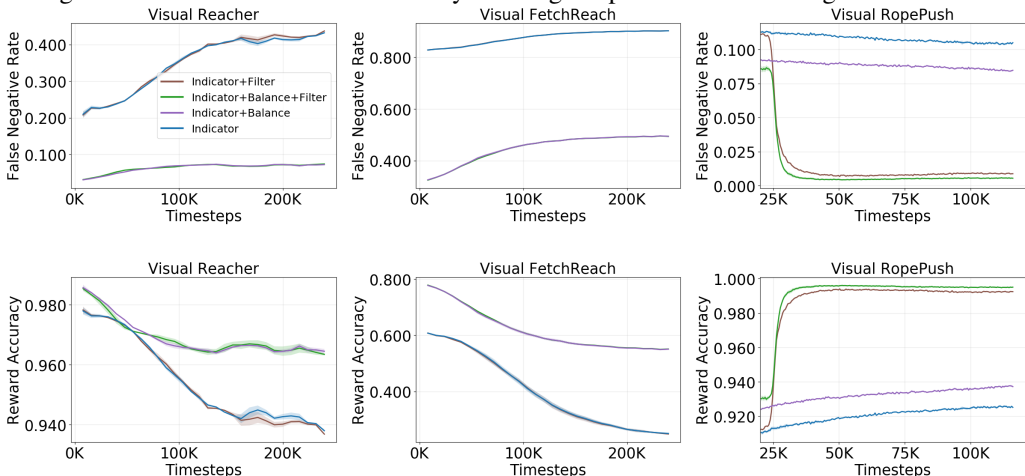 Visual Reacher
Visual FetchReach
Visual RopePush
False Negative Rate
0.400
0.300
0.200
0.100
Indicator+Filter
Indicator+Balance+Filter
Indicator+Balance
Indicator
0K
100K
200K
Timesteps
False Negative Rate
0.800
0.600
0.400
0K
100K
200K
Timesteps
False Negative Rate
0.100
0.075
0.050
0.025
0.000
25K
50K
75K
100K
Timesteps
Visual Reacher
Visual FetchReach
Visual RopePush
Reward Accuracy
0.980
0.960
0.940
0K
100K
200K
Timesteps
Reward Accuracy
0.800
0.600
0.400
0K
100K
200K
Timesteps
Reward Accuracy
1.000
0.980
0.960
0.940
0.920
25K
50K
75K
100K
Timesteps